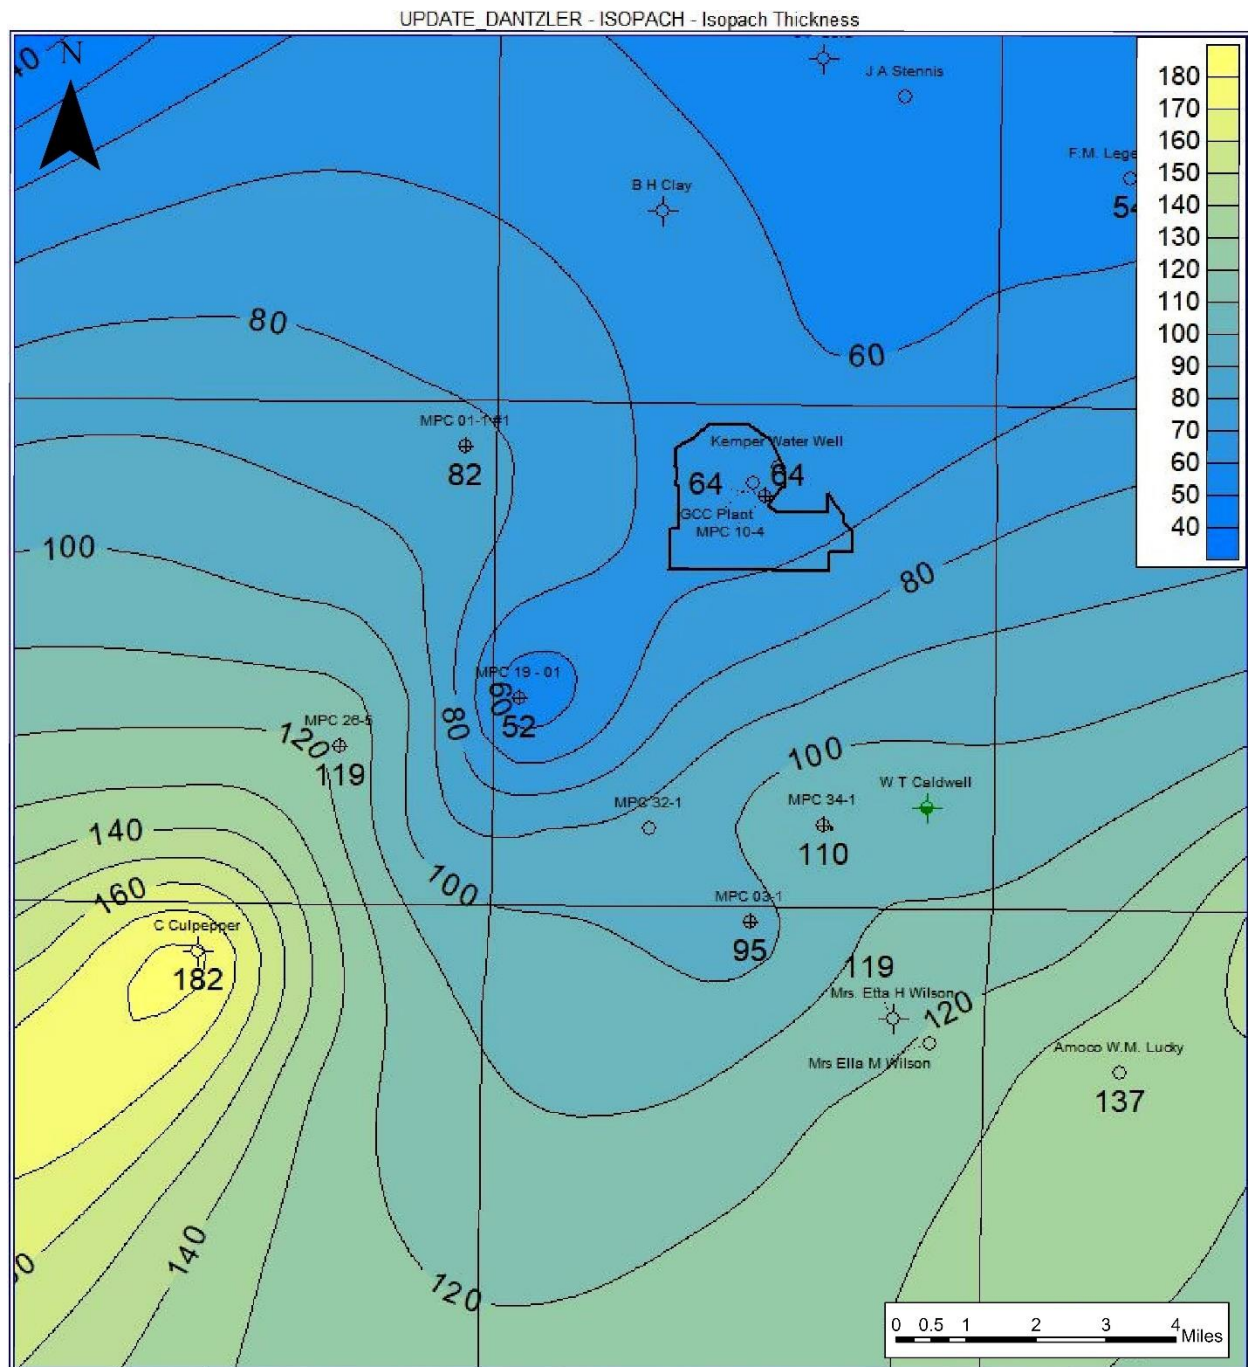 UPDATE_DANTZLER - ISOPACH - Isopach Thickness
40
N
J A Stennis
180
170
160
150
140
130
120
110
100
90
80
70
60
50
40
F.M. Lege
54
B H Clay
80
60
MPC 01-1 #1
82
Kemper Water Well
64
64
GCC Plant
MPC 10-4
100
80
MPC 19 - 01
60
52
80
MPC 26-5
120
119
100
W T Caldwell
MPC 32-1
MPC 34-1
110
140
160
100
C Culpepper
182
MPC 03-1
95
119
Mrs. Etta H Wilson
120
Mrs Ella M Wilson
Amoco W.M. Lucky
137
140
120
0 0.5 1 2 3 4 Miles